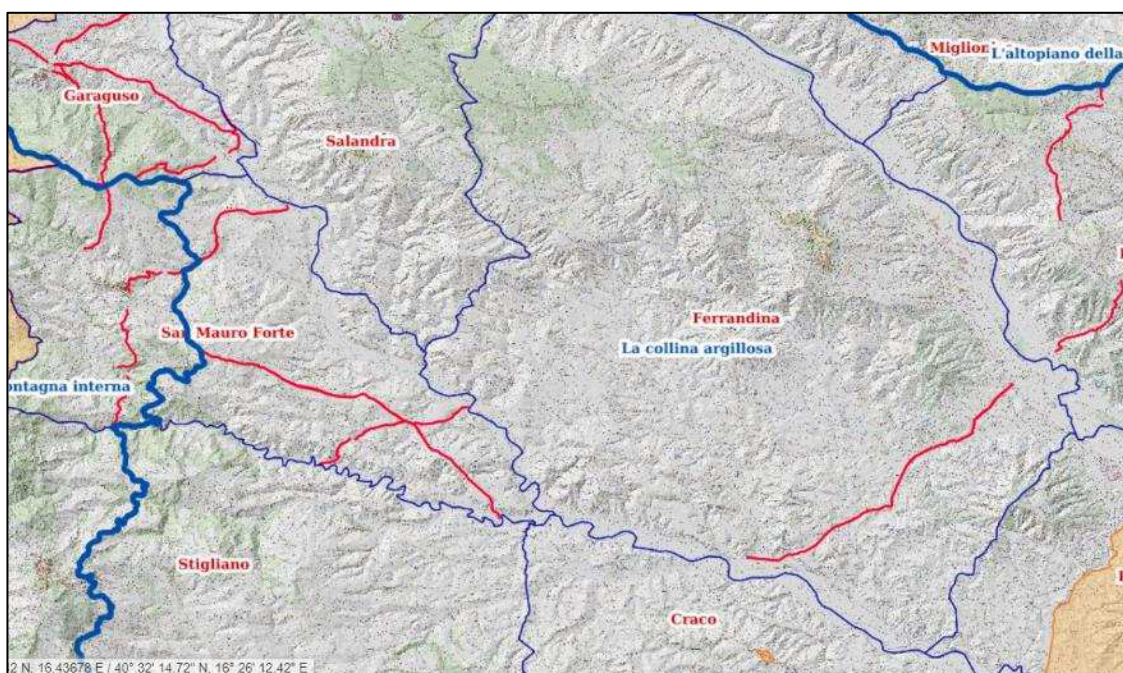 Miglion
L'altopiano della
Garaguso
Salandra
San Mauro Forte
Ferrandina
La collina argillosa
ontagna interna
Stigliano
Craco
2 N, 16.43678 E / 40° 32' 14.72" N, 16° 26' 12.42" E